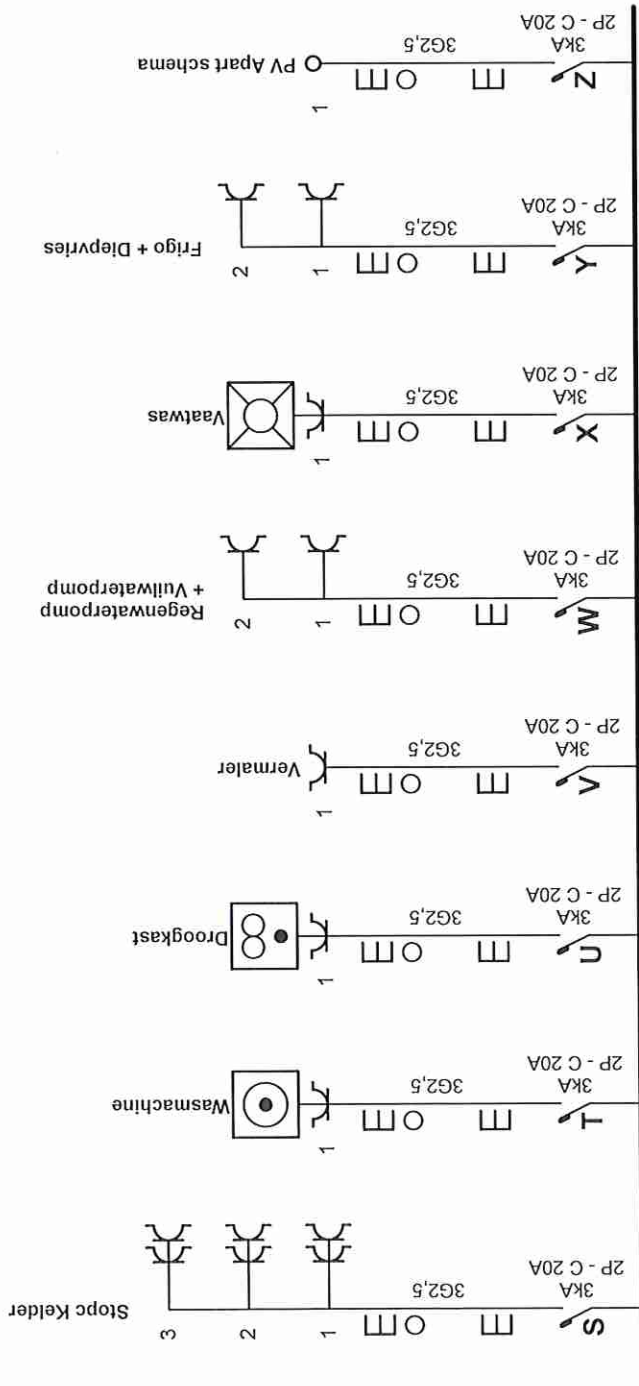 S
3kA
2P - C 20A
3G2,5
1
2
3
Stopc Kelder
T
3kA
2P - C 20A
3G2,5
1
Wasmachine
U
3kA
2P - C 20A
3G2,5
1
Droogkast
V
3kA
2P - C 20A
3G2,5
1
Vermaler
W
3kA
2P - C 20A
3G2,5
1
2
Regenwaterpomp
+ Vuilwaterpomp
X
3kA
2P - C 20A
3G2,5
1
Vaatwas
Y
3kA
2P - C 20A
3G2,5
1
2
Frigo + Diepvries
Z
3kA
2P - C 20A
3G2,5
1
PV Apart schema